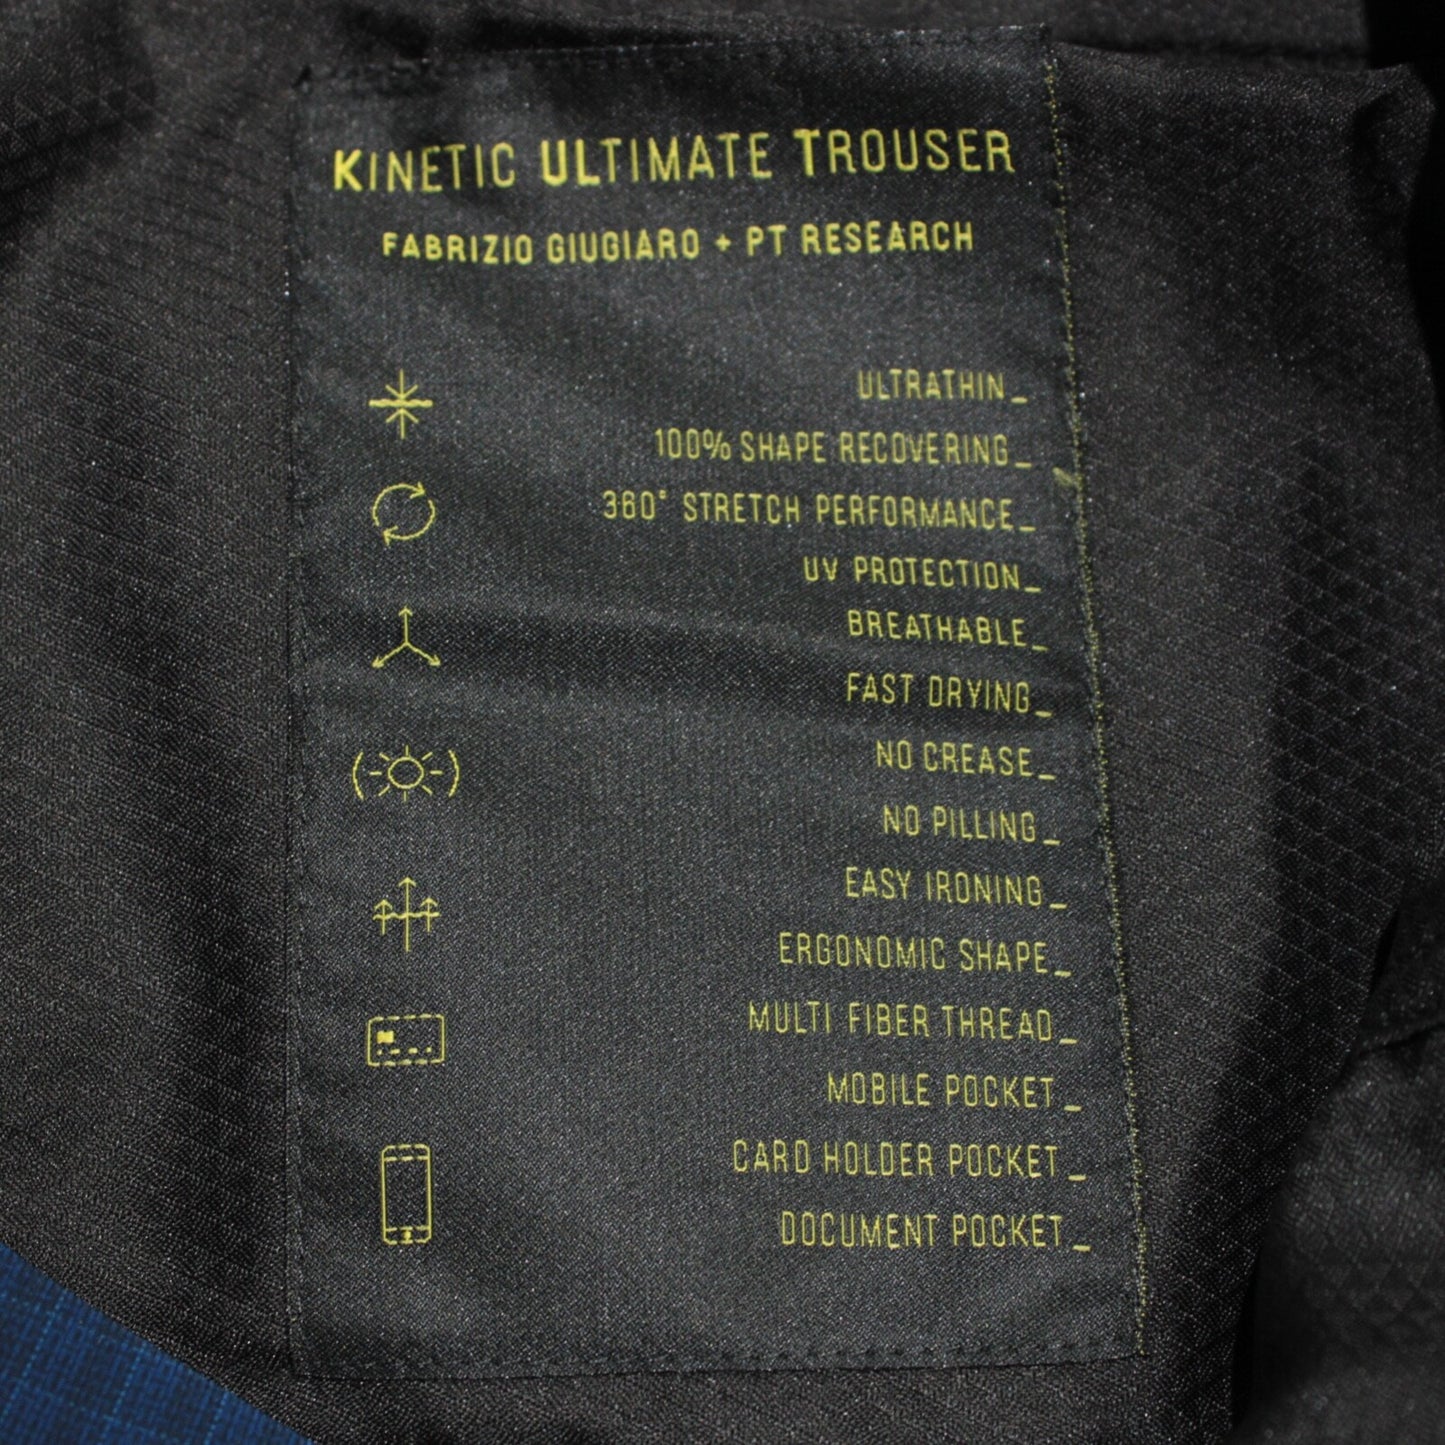 KINETIC ULTIMATE TROUSER
FABRIZIO GIUGIARO + PT RESEARCH
ULTRATHIN_
100% SHAPE RECOVERING_
360° STRETCH PERFORMANCE_
UV PROTECTION_
BREATHABLE_
FAST DRYING_
NO CREASE_
NO PILLING_
EASY IRONING_
ERGONOMIC SHAPE_
MULTI FIBER THREAD_
MOBILE POCKET_
CARD HOLDER POCKET_
DOCUMENT POCKET_